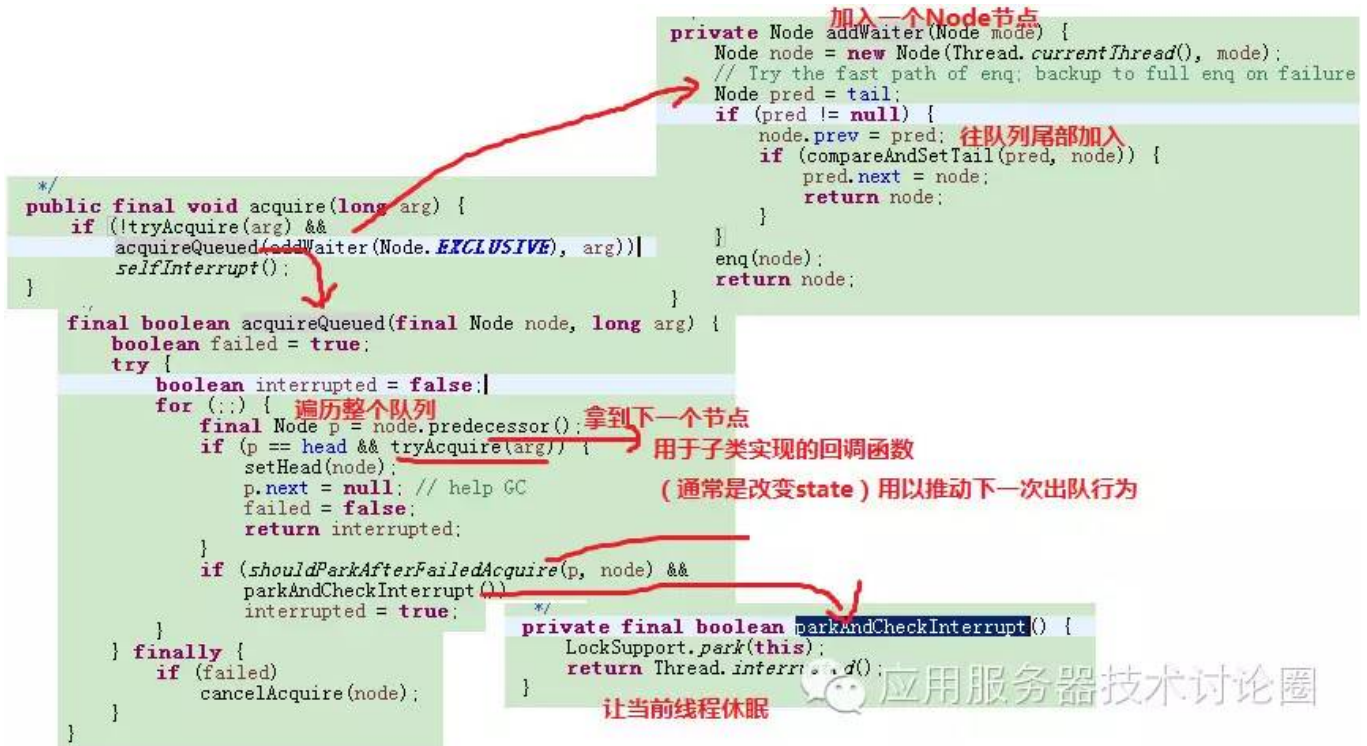 加入一个Node节点
private Node addWaiter(Node mode) {
Node node = new Node(Thread.currentThread(), mode);
// Try the fast path of enq; backup to full enq on failure
Node pred = tail;
if (pred != null) {
node.prev = pred; 往队列尾部加入
if (compareAndSetTail(pred, node)) {
pred.next = node;
return node;
}
}
enq(node);
return node;
}
*/
public final void acquire(long arg) {
if (!tryAcquire(arg) &&
acquireQueued(addWaiter(Node.EXCLUSIVE), arg))
selfInterrupt();
}
final boolean acquireQueued(final Node node, long arg) {
boolean failed = true;
try {
boolean interrupted = false;
for (;;) { 遍历整个队列
final Node p = node.predecessor(); 拿到下一个节点
if (p == head && tryAcquire(arg)) { 用于子类实现的回调函数
setHead(node);
p.next = null; // help GC （通常是改变state）用以推动下一次出队行为
failed = false;
return interrupted;
}
if (shouldParkAfterFailedAcquire(p, node) &&
parkAndCheckInterrupt())
interrupted = true;
}
} finally {
if (failed)
cancelAcquire(node);
}
}
*/
private final boolean parkAndCheckInterrupt() {
LockSupport.park(this);
return Thread.interrupted();
}
让当前线程休眠
应用服务器技术讨论圈